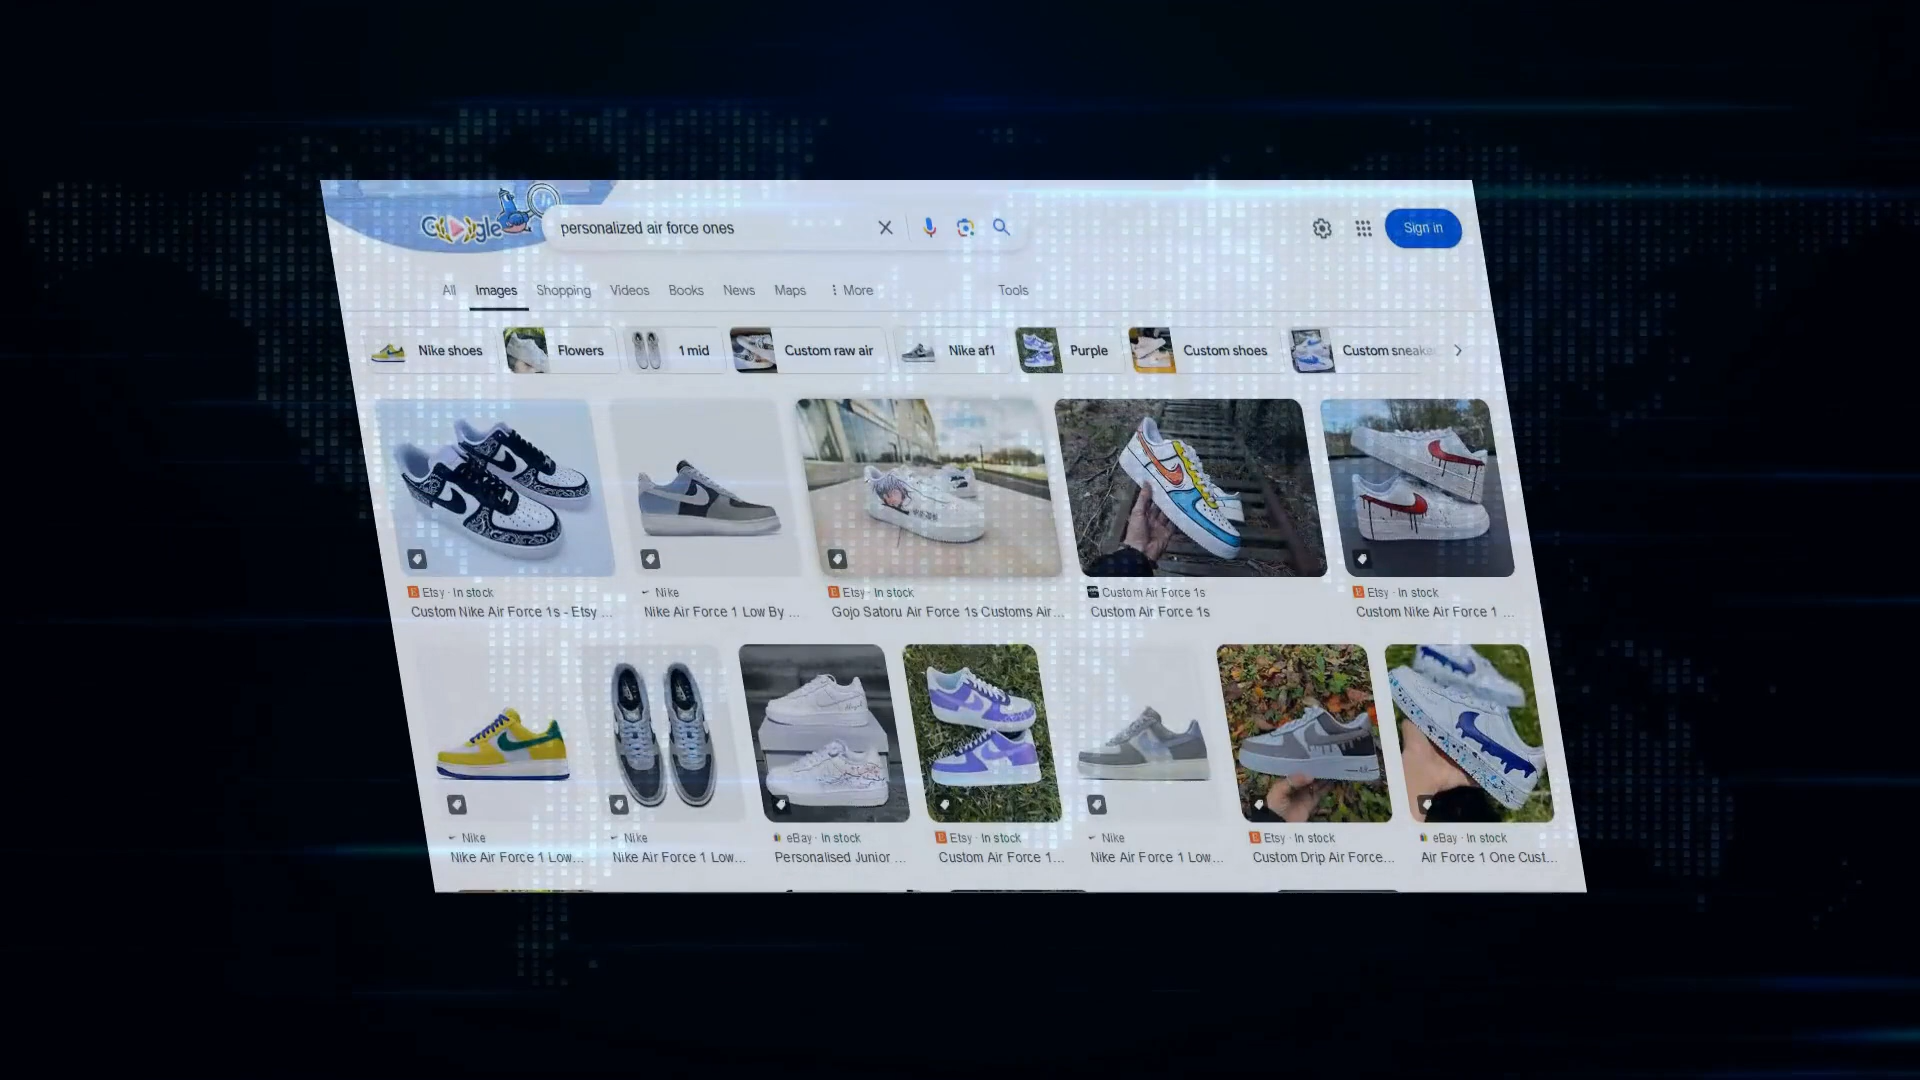 Google
personalized air force ones
Sign in
All Images Shopping Videos Books News Maps More Tools
Nike shoes Flowers 1 mid Custom raw air Nike af1 Purple Custom shoes Custom
Etsy · In stock Nike Etsy · In stock Custom Air Force 1s Etsy · In stock
Custom Nike Air Force 1s - Etsy ... Nike Air Force 1 Low By ... Gojo Satoru Air Force 1s Customs Air... Custom Air Force 1s Custom Nike Air Force 1 ...
Nike Nike eBay · In stock Etsy · In stock Nike Etsy · In stock eBay · In stock
Nike Air Force 1 Low... Nike Air Force 1 Low... Personalised Junior ... Custom Air Force 1... Nike Air Force 1 Low... Custom Drip Air Force... Air Force 1 One Cust...